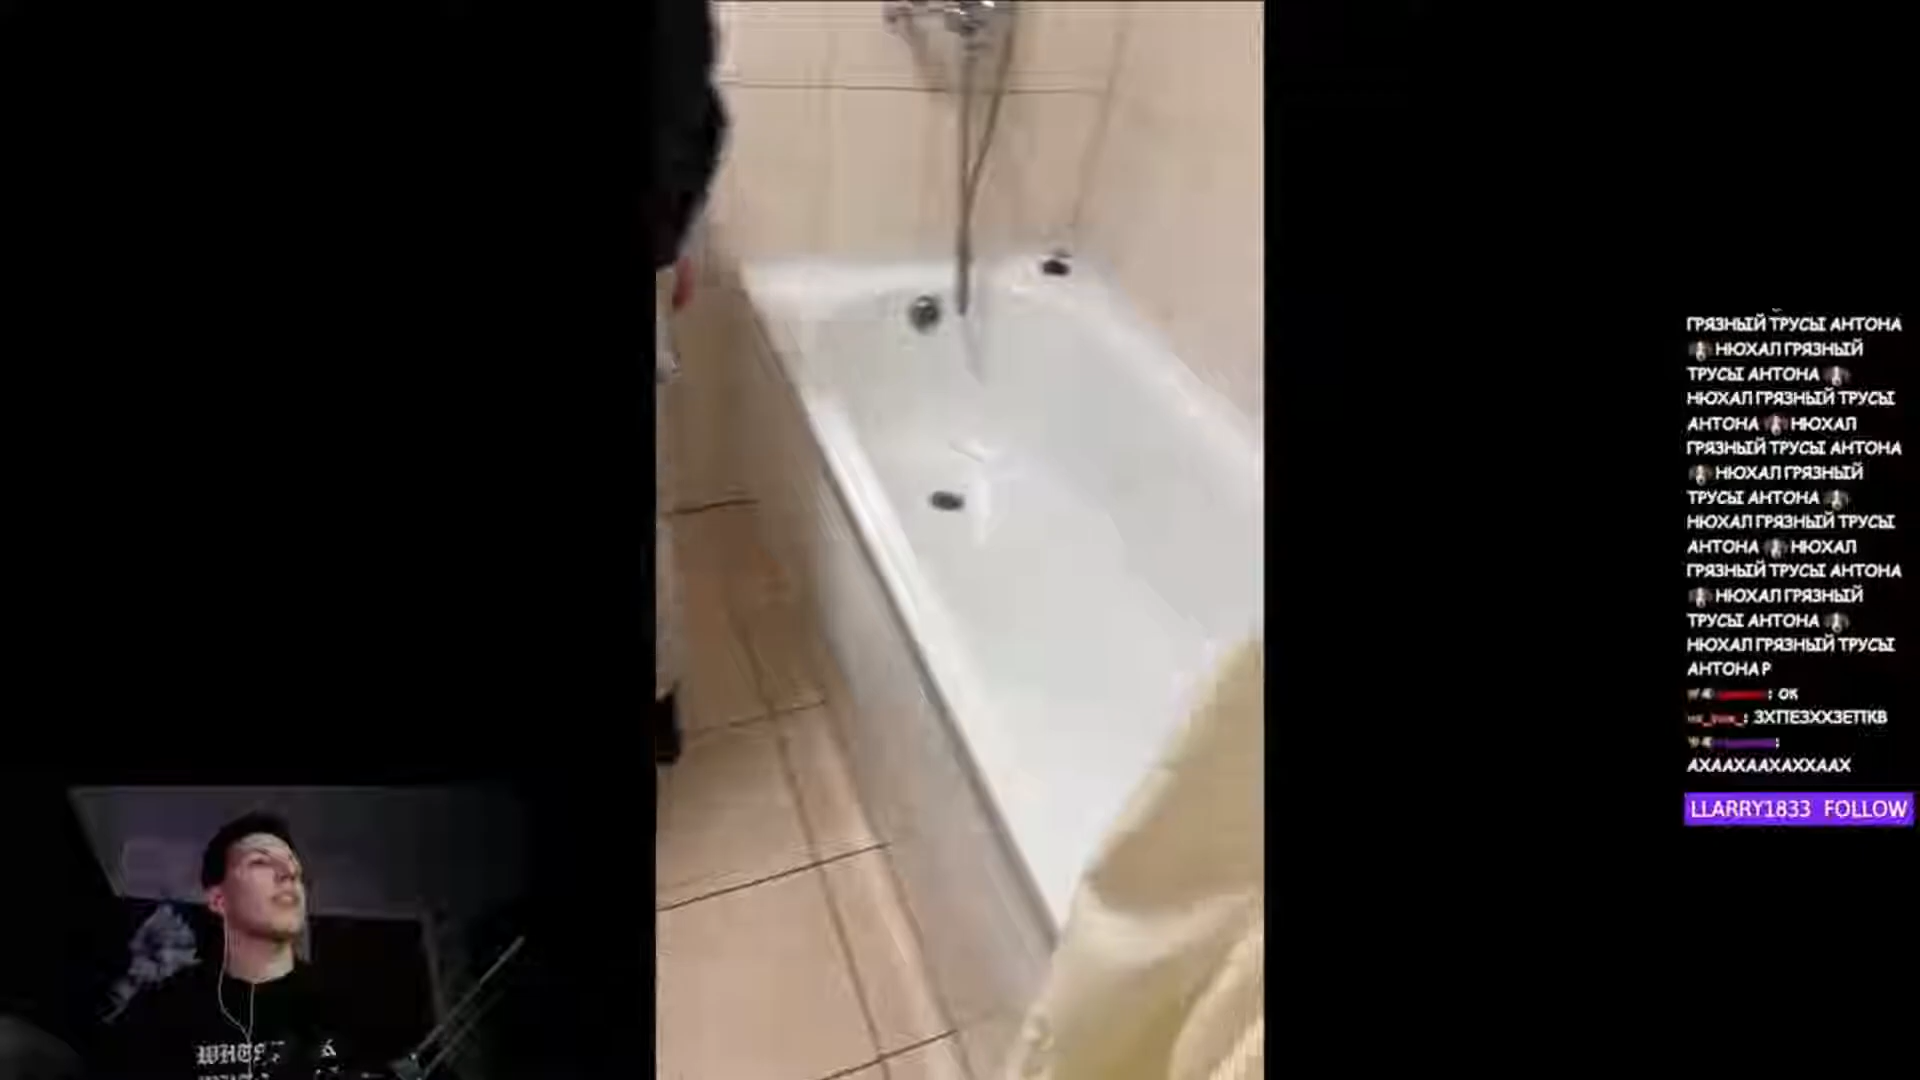 ГРЯЗНЫЙ ТРУСЫ АНТОНА
НЮХАЛ ГРЯЗНЫЙ
ТРУСЫ АНТОНА
НЮХАЛ ГРЯЗНЫЙ ТРУСЫ
АНТОНА НЮХАЛ
ГРЯЗНЫЙ ТРУСЫ АНТОНА
НЮХАЛ ГРЯЗНЫЙ
ТРУСЫ АНТОНА
НЮХАЛ ГРЯЗНЫЙ ТРУСЫ
АНТОНА НЮХАЛ
ГРЯЗНЫЙ ТРУСЫ АНТОНА
НЮХАЛ ГРЯЗНЫЙ
ТРУСЫ АНТОНА
НЮХАЛ ГРЯЗНЫЙ ТРУСЫ
АНТОНА Р
: ОК
: ЗХПЕЗХХЗЕППКВ
:
АХААХААХАХХААХ
LLARRY1833 FOLLOW